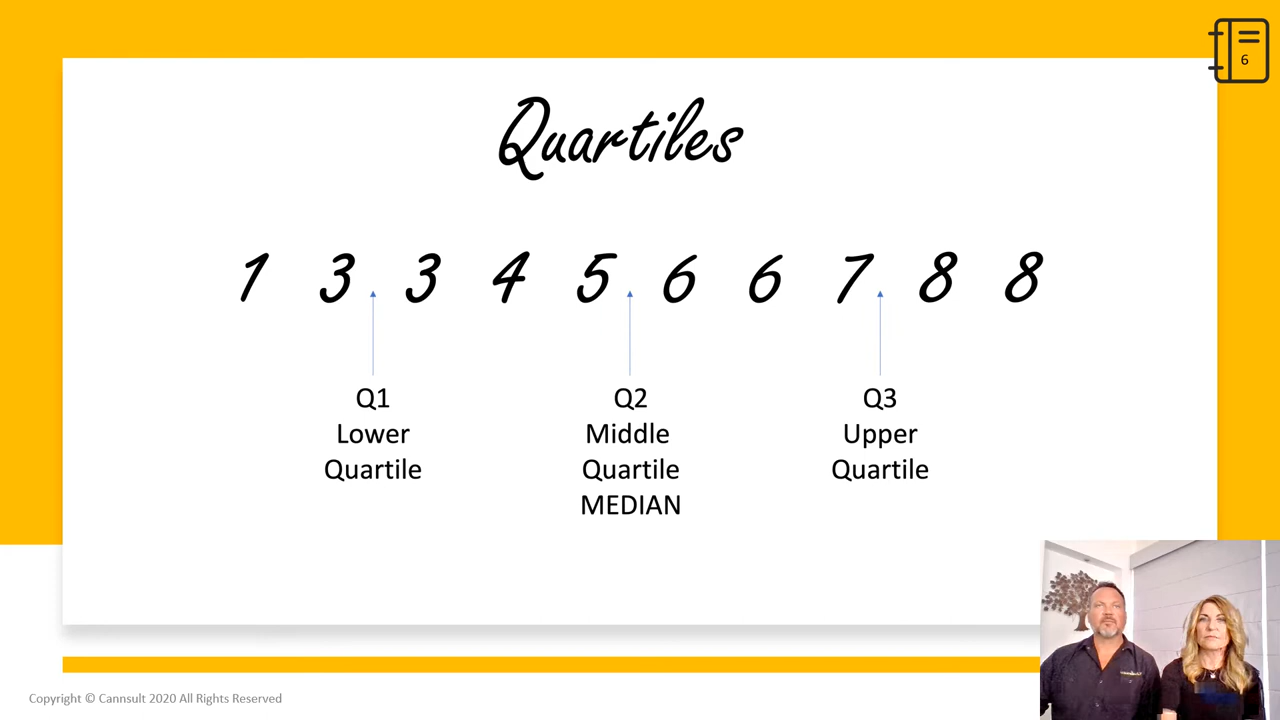 6
Quartiles
1 3 3 4 5 6 6 7 8 8
Q1
Lower
Quartile
Q2
Middle
Quartile
MEDIAN
Q3
Upper
Quartile
Copyright © Cannsult 2020 All Rights Reserved